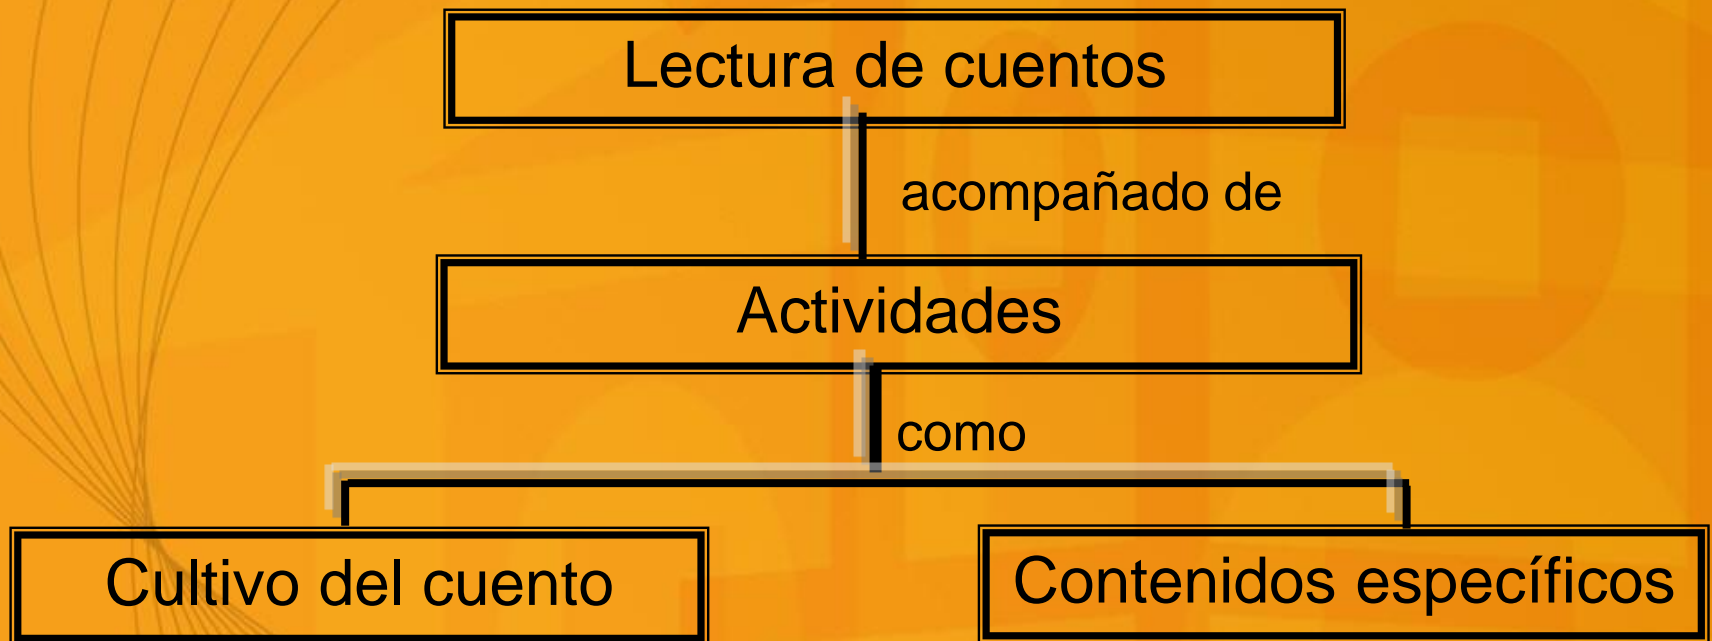 Lectura de cuentos
acompañado de
Actividades
como
Cultivo del cuento
Contenidos específicos